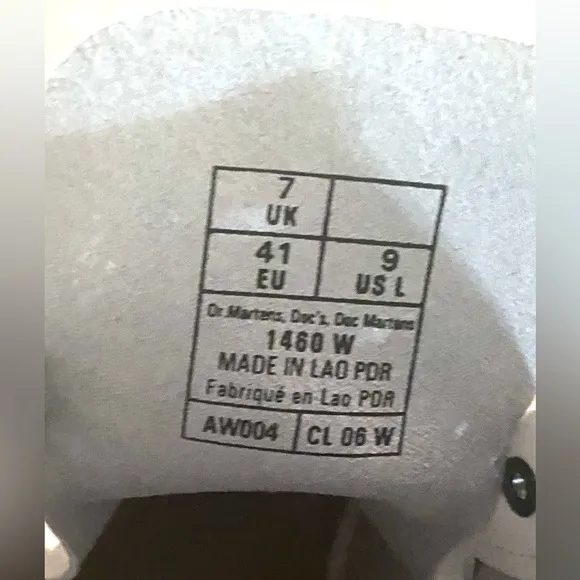 7
UK
41
EU
9
US L
Dr.Martens, Doc's, Doc Martens
1460 W
MADE IN LAO PDR
Fabriqué en Lao PDR
AW004
CL 06 W